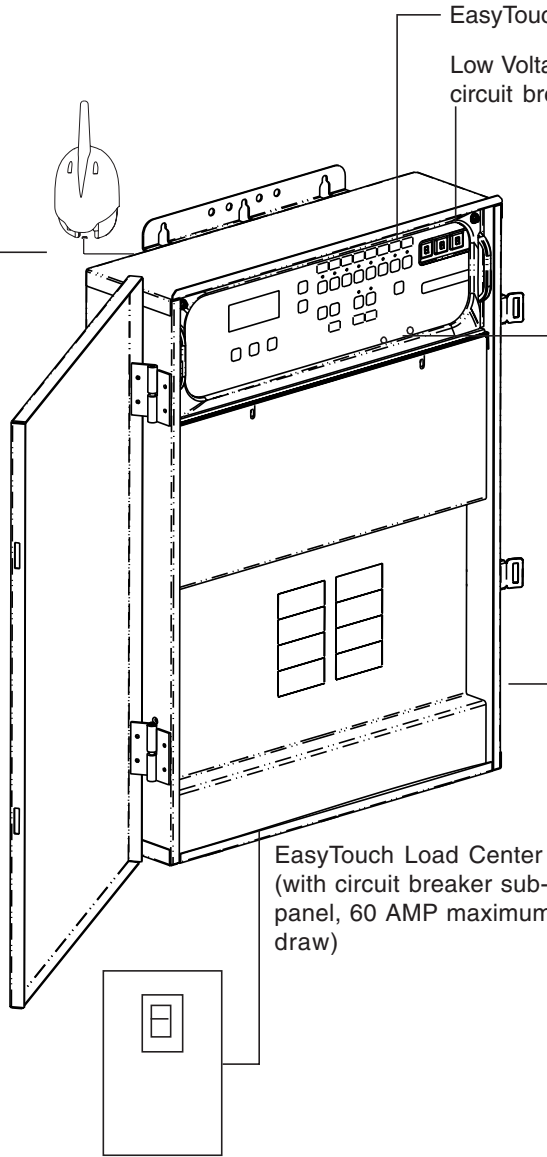 EasyTouc
Low Volta
circuit bre
EasyTouch Load Center
(with circuit breaker sub-
panel, 60 AMP maximum
draw)